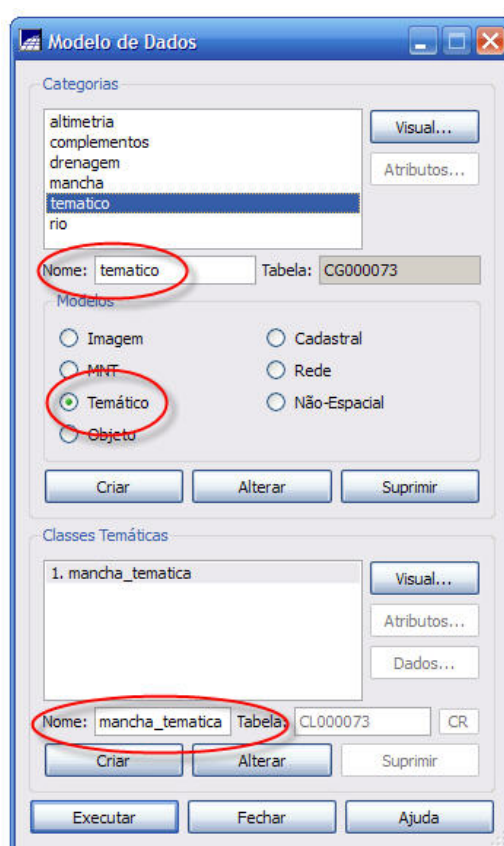 Modelo de Dados
Categorias
altimetria
complementos
drenagem
mancha
tematico
rio
Visual...
Atributos...
Nome: tematico Tabela: CG000073
Modelos
Imagem Cadastral
MNT Rede
Temático Não-Espacial
Objeto
Criar Alterar Suprimir
Classes Temáticas
1. mancha_tematica
Visual...
Atributos...
Dados...
Nome: mancha_tematica Tabela: CL000073 CR
Criar Alterar Suprimir
Executar Fechar Ajuda